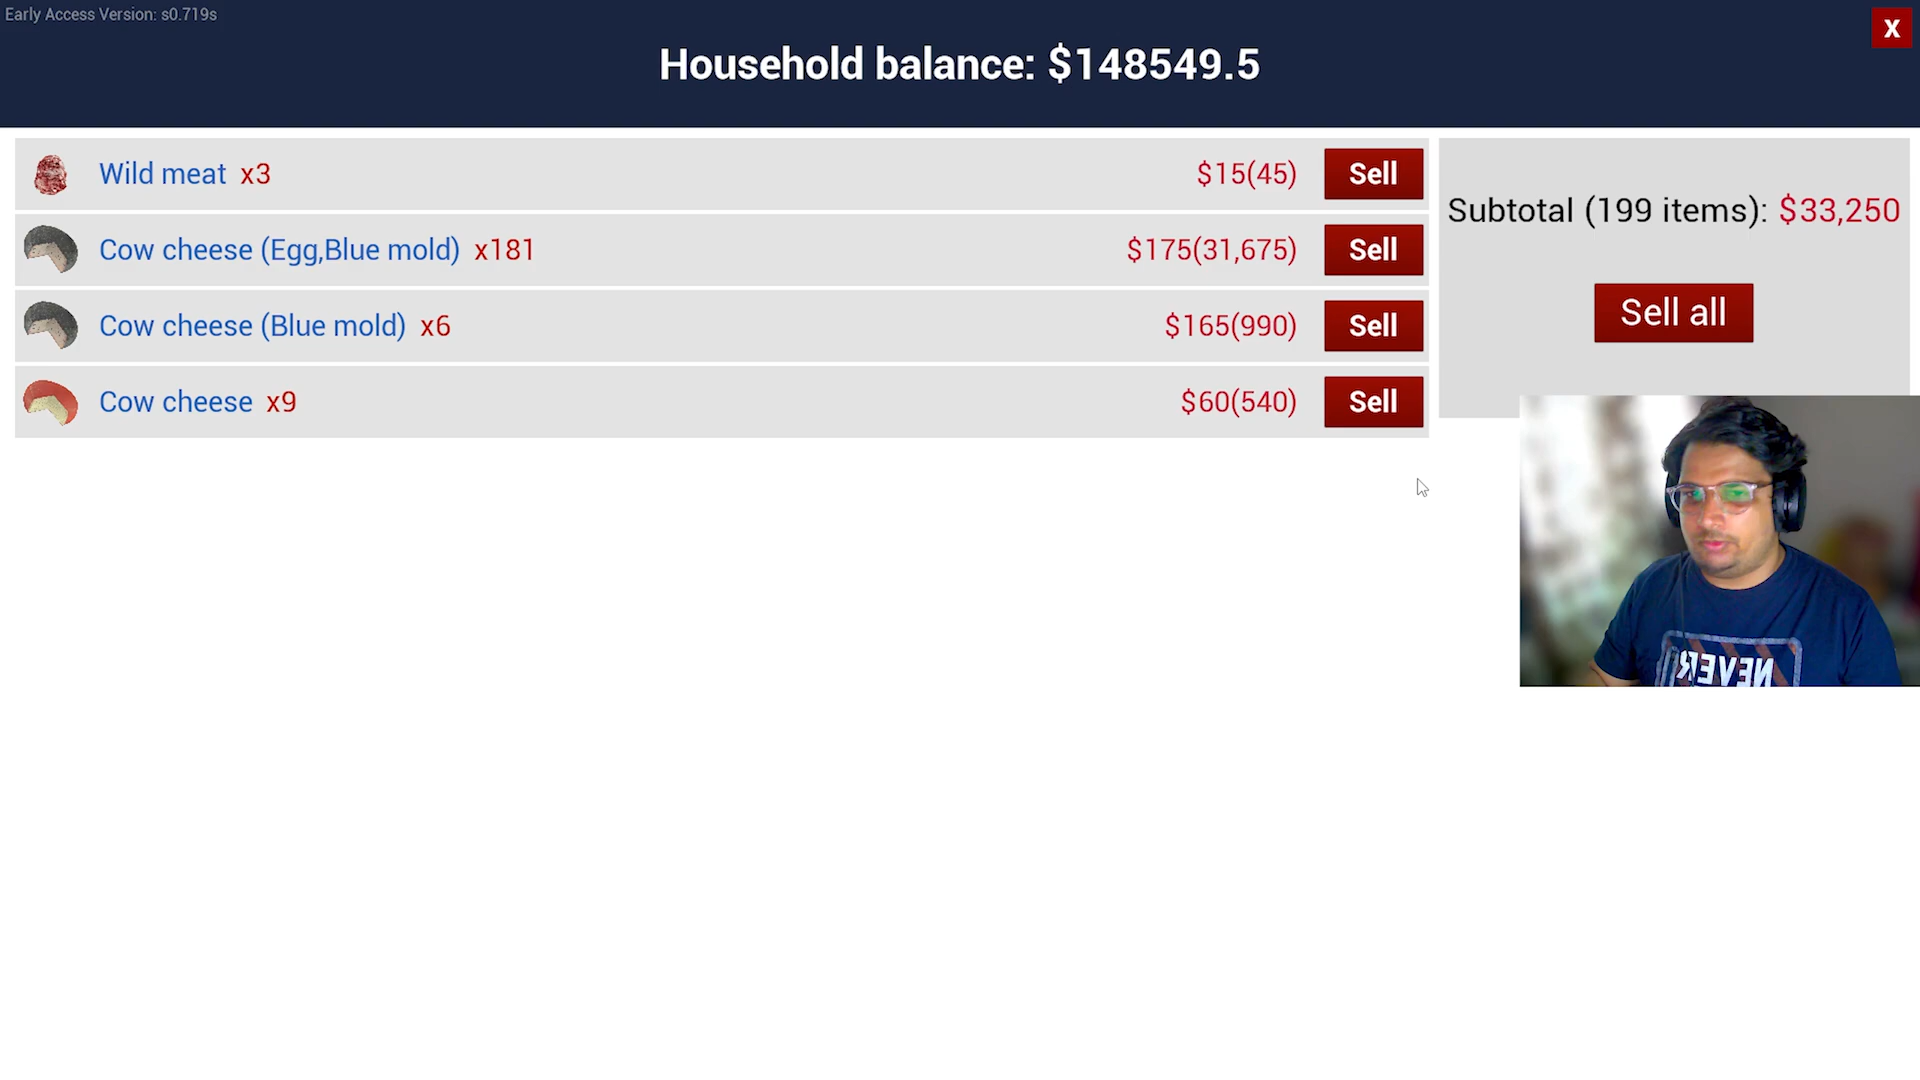 Early Access Version: s0.719s
X
Household balance: $148549.5
Wild meat x3 $15(45) Sell
Cow cheese (Egg,Blue mold) x181 $175(31,675) Sell
Cow cheese (Blue mold) x6 $165(990) Sell
Cow cheese x9 $60(540) Sell
Subtotal (199 items): $33,250
Sell all
NEVER